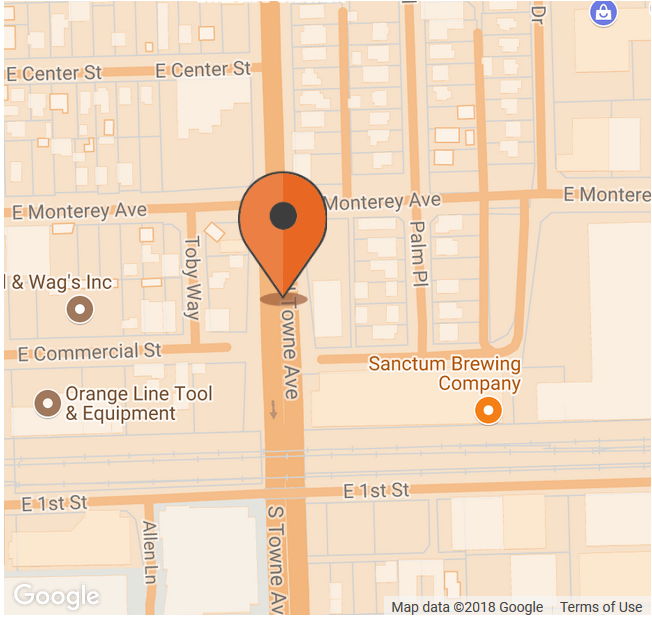 Dr
E Center St
E Center St
E Monterey Ave
Monterey Ave
E Montere
Toby Way
Palm Pl
l & Wag's Inc
Towne Ave
E Commercial St
Sanctum Brewing
Company
Orange Line Tool
& Equipment
E 1st St
E 1st St
Allen Ln
S Towne Av
Google
Map data ©2018 Google
Terms of Use